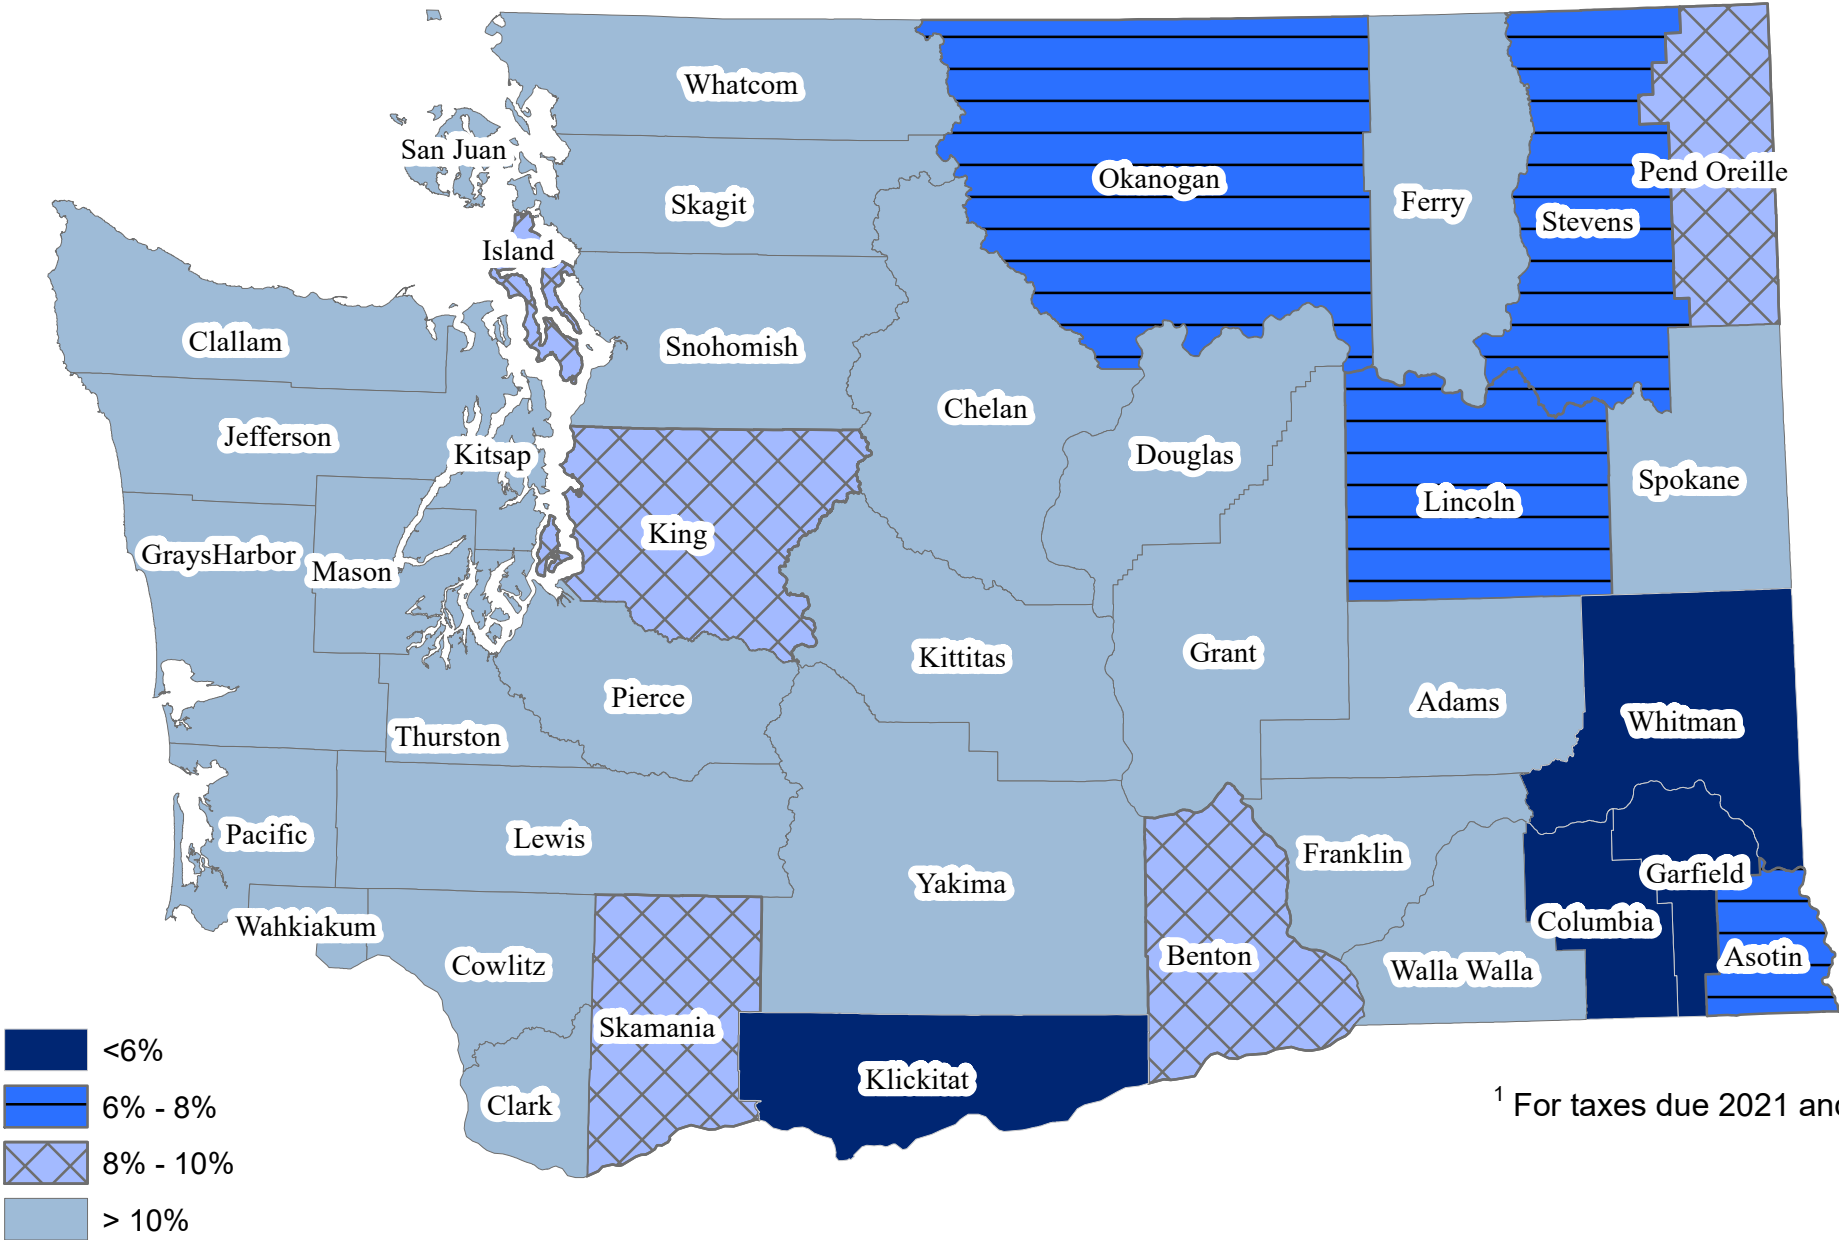 Whatcom
San Juan
Skagit
Okanogan
Ferry
Pend Oreille
Stevens
Island
Clallam
Snohomish
Chelan
Jefferson
Kitsap
Douglas
Spokane
Lincoln
King
GraysHarbor
Mason
Kittitas
Grant
Pierce
Adams
Whitman
Thurston
Pacific
Lewis
Franklin
Garfield
Yakima
Wahkiakum
Columbia
Cowlitz
Benton
Walla Walla
Asotin
Skamania
Klickitat
Clark
<6%
6% - 8%
8% - 10%
> 10%
1 For taxes due 2021 and